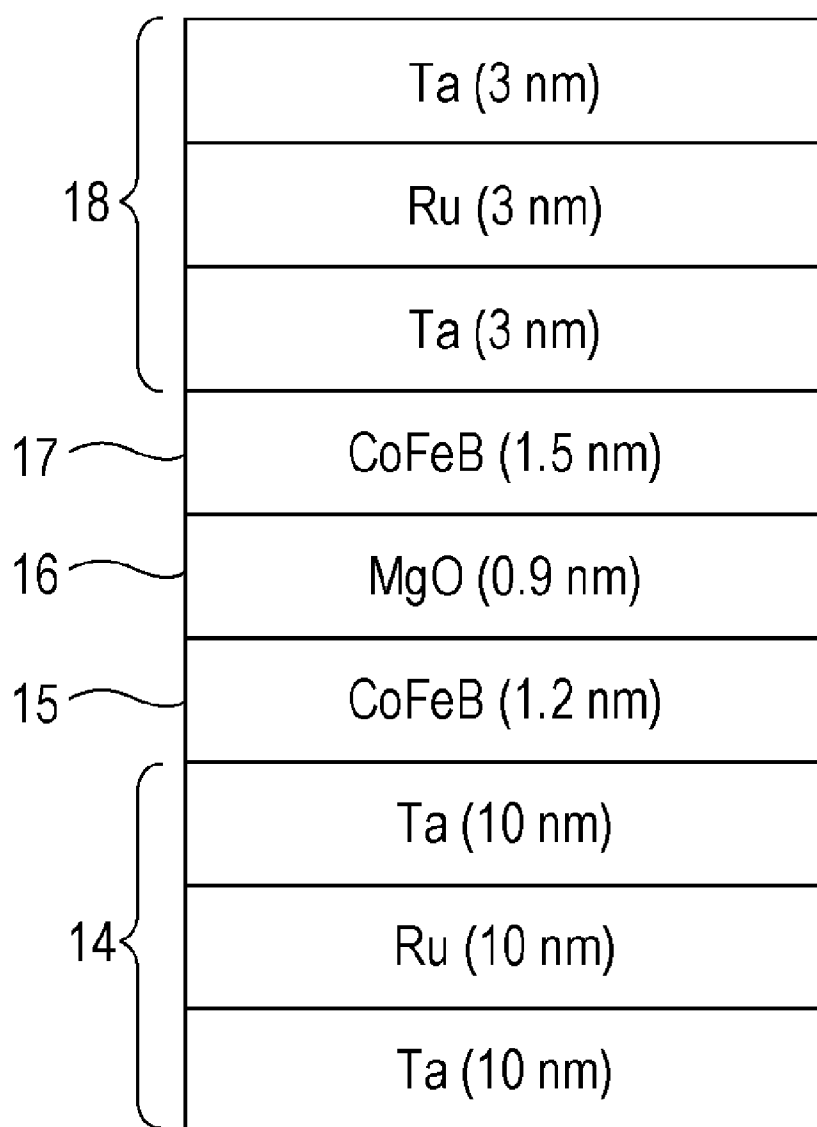 Ta (3 nm)
18
Ru (3 nm)
Ta (3 nm)
17
CoFeB (1.5 nm)
16
MgO (0.9 nm)
15
CoFeB (1.2 nm)
Ta (10 nm)
14
Ru (10 nm)
Ta (10 nm)